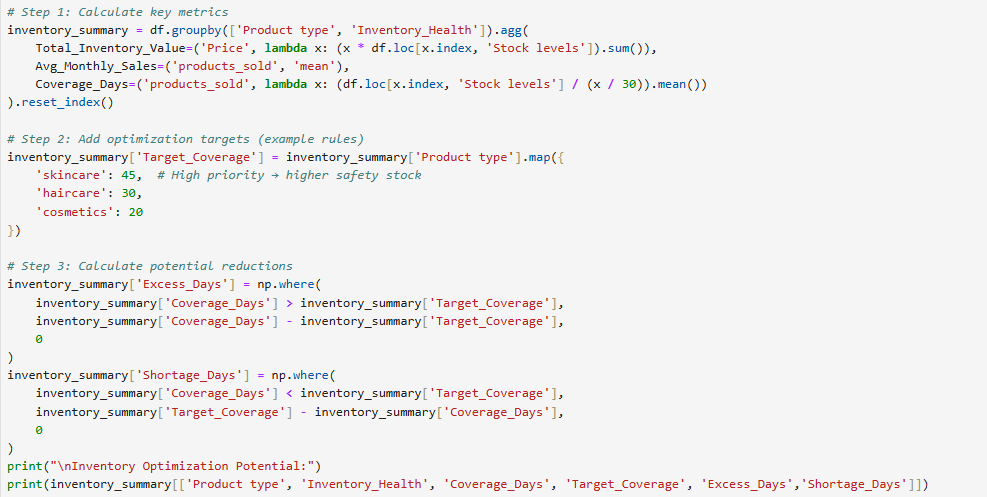 # Step 1: Calculate key metrics
inventory_summary = df.groupby(['Product type', 'Inventory_Health']).agg(
    Total_Inventory_Value=('Price', lambda x: (x * df.loc[x.index, 'Stock levels']).sum()),
    Avg_Monthly_Sales=('products_sold', 'mean'),
    Coverage_Days=('products_sold', lambda x: (df.loc[x.index, 'Stock levels'] / (x / 30)).mean())
).reset_index()

# Step 2: Add optimization targets (example rules)
inventory_summary['Target_Coverage'] = inventory_summary['Product type'].map({
    'skincare': 45,  # High priority → higher safety stock
    'haircare': 30,
    'cosmetics': 20
})

# Step 3: Calculate potential reductions
inventory_summary['Excess_Days'] = np.where(
    inventory_summary['Coverage_Days'] > inventory_summary['Target_Coverage'],
    inventory_summary['Coverage_Days'] - inventory_summary['Target_Coverage'],
    0
)
inventory_summary['Shortage_Days'] = np.where(
    inventory_summary['Coverage_Days'] < inventory_summary['Target_Coverage'],
    inventory_summary['Target_Coverage'] - inventory_summary['Coverage_Days'],
    0
)
print("\nInventory Optimization Potential:")
print(inventory_summary[['Product type', 'Inventory_Health', 'Coverage_Days', 'Target_Coverage', 'Excess_Days','Shortage_Days']])